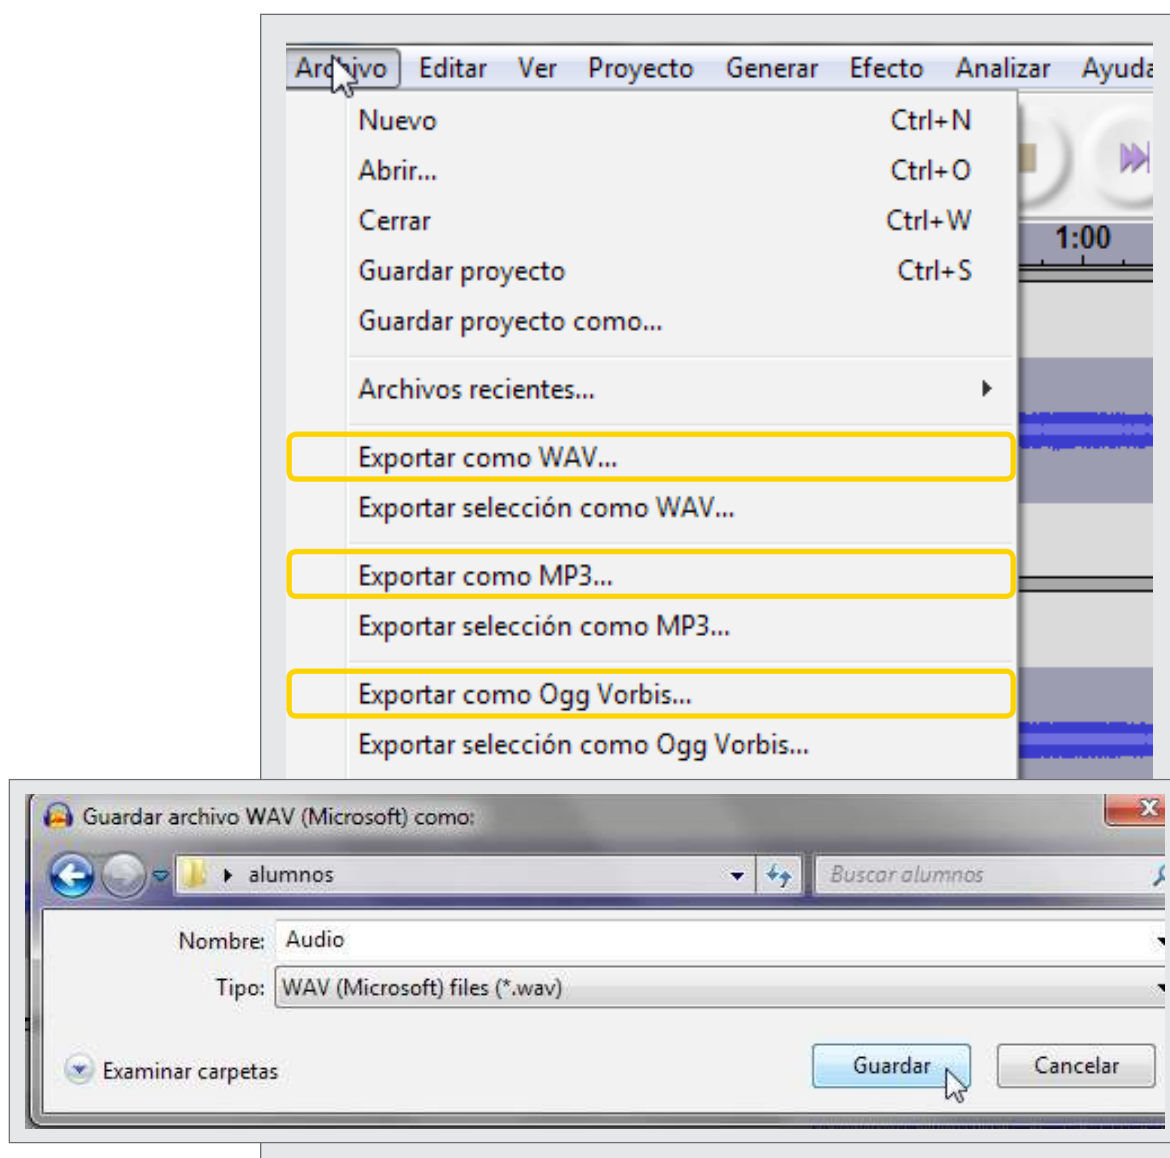 Archivo Editar Ver Proyecto Generar Efecto Analizar Ayuda
Nuevo Ctrl+N
Abrir... Ctrl+O
Cerrar Ctrl+W
Guardar proyecto Ctrl+S
Guardar proyecto como...
1:00
Archivos recientes...
Exportar como WAV...
Exportar selección como WAV...
Exportar como MP3...
Exportar selección como MP3...
Exportar como Ogg Vorbis...
Exportar selección como Ogg Vorbis...
Guardar archivo WAV (Microsoft) como:
alumnos Buscar alumnos
Nombre: Audio
Tipo: WAV (Microsoft) files (*.wav)
Examinar carpetas Guardar Cancelar